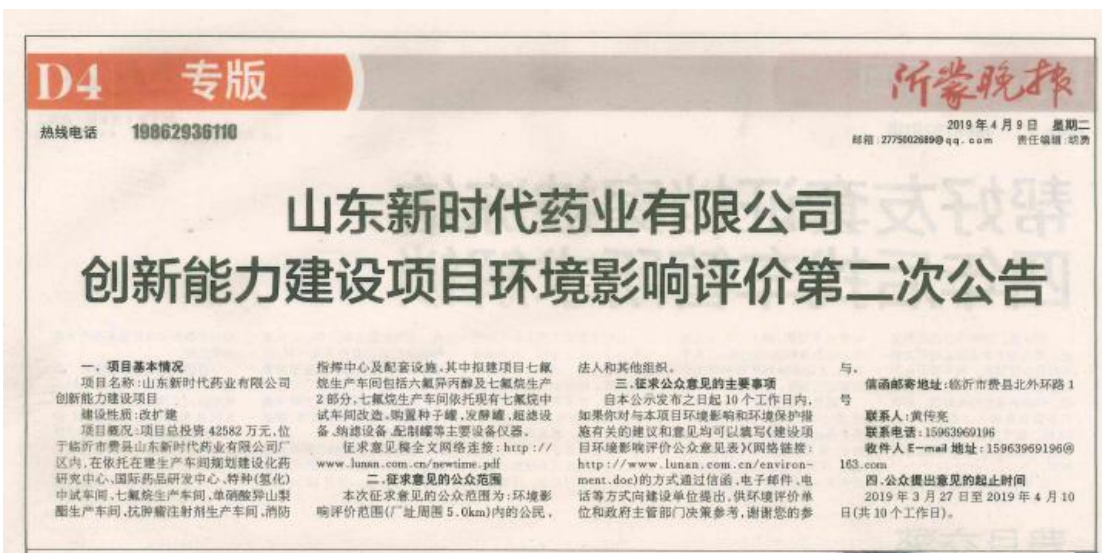 D4 专版
沂蒙晚报
热线电话 19862936110
2019年4月9日 星期二
邮箱:2775002689@qq.com 责任编辑:胡勇
山东新时代药业有限公司
创新能力建设项目环境影响评价第二次公告
一、项目基本情况
项目名称:山东新时代药业有限公司
创新能力建设项目
建设性质:改扩建
项目概况:项目总投资42582万元,位
于临沂市费县山东新时代药业有限公司厂
区内,在依托在建生产车间规划建设化药
研究中心、国际药品研发中心、特种(氢化)
中试车间、七氟烷生产车间、单硝酸异山梨
酯生产车间、抗肿瘤注射剂生产车间、消防
指挥中心及配套设施,其中拟建项目七氟
烷生产车间包括六氟异丙醇及七氟烷生产
2部分,七氟烷生产车间依托现有七氟烷中
试车间改造,购置种子罐、发酵罐、超滤设
备、纳滤设备、配制罐等主要设备仪器。
征求意见稿全文网络连接:http://
www.lunan.com.cn/newtime.pdf
二、征求意见的公众范围
本次征求意见的公众范围为:环境影
响评价范围(厂址周围5.0km)内的公民、
法人和其他组织。
三、征求公众意见的主要事项
自本公示发布之日起10个工作日内,
如果你对与本项目环境影响和环境保护措
施有关的建议和意见均可以填写《建设项
目环境影响评价公众意见表》(网络链接:
http://www.lunan.com.cn/environ-
ment.doc)的方式通过信函、电子邮件、电
话等方式向建设单位提出,供环境评价单
位和政府主管部门决策参考,谢谢您的参
与。
信函邮寄地址:临沂市费县北外环路1
号
联系人:黄传亮
联系电话:15963969196
收件人E-mail地址:15963969196@
163.com
四、公众提出意见的起止时间
2019年3月27日至2019年4月10
日(共10个工作日)。